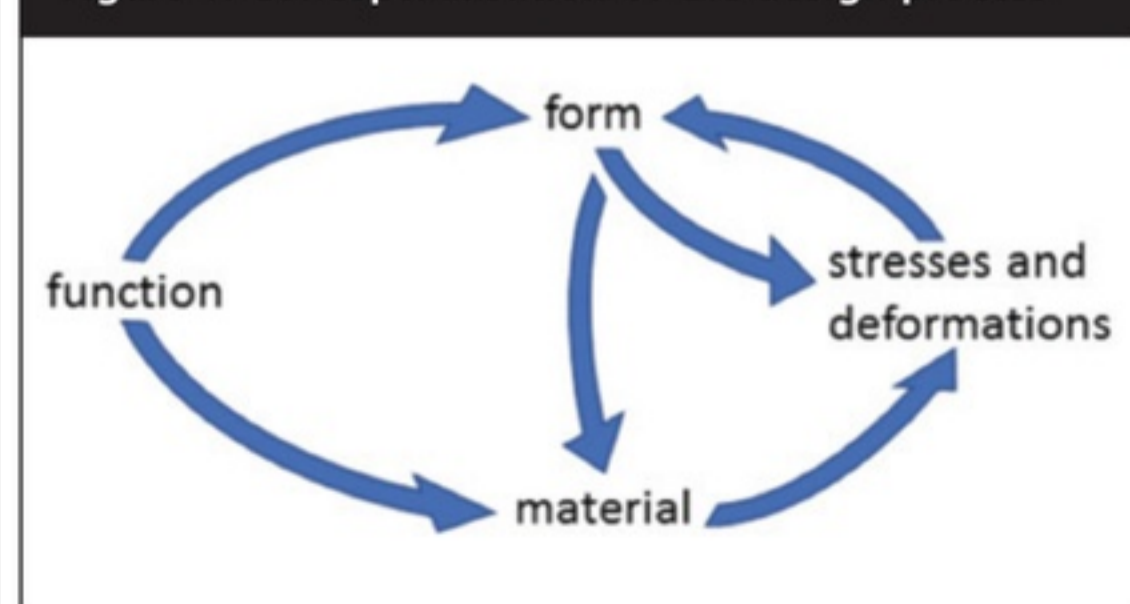 form
stresses and
deformations
function
material